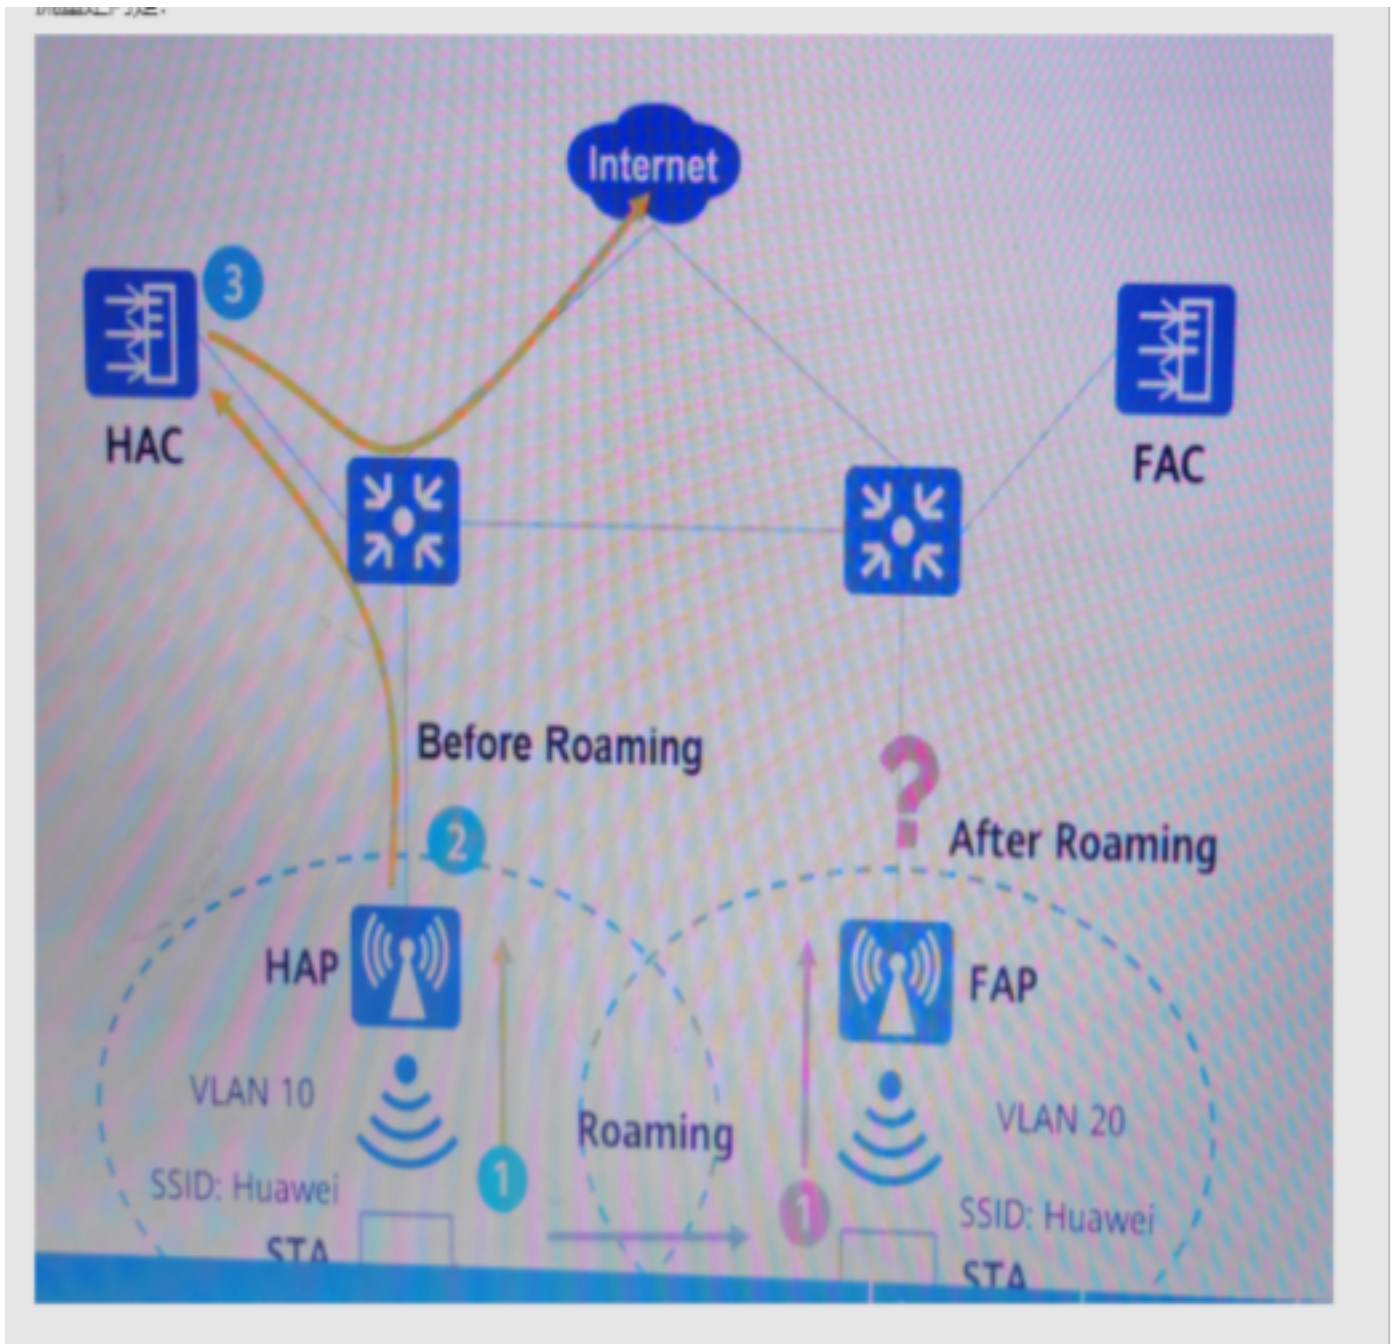 Internet
3
HAC
FAC
Before Roaming
?
2
After Roaming
HAP
FAP
VLAN 10
VLAN 20
Roaming
1
SSID: Huawei
1
SSID: Huawei
STA
STA